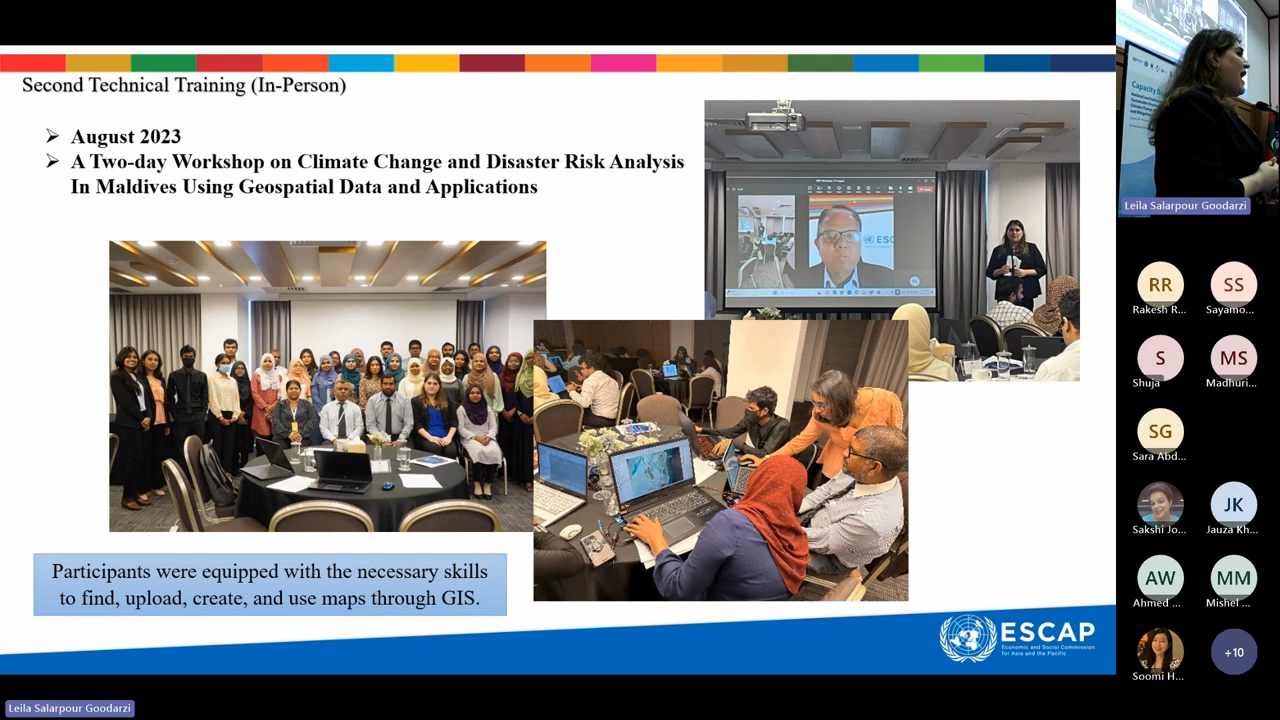 Second Technical Training (In-Person)
➢ August 2023
➢ A Two-day Workshop on Climate Change and Disaster Risk Analysis
In Maldives Using Geospatial Data and Applications
ESCAP
Participants were equipped with the necessary skills
to find, upload, create, and use maps through GIS.
ESCAP
Economic and Social Commission
for Asia and the Pacific
Leila Salarpour Goodarzi
Capacity
Leila Salarpour Goodarzi
RR
Rakesh R...
SS
Sayamo...
S
Shuja
MS
Madhuri...
SG
Sara Abd...
Sakshi Jo...
JK
Jauza Kh...
AW
Ahmed ...
MM
Mishel ...
Soomi H...
+10